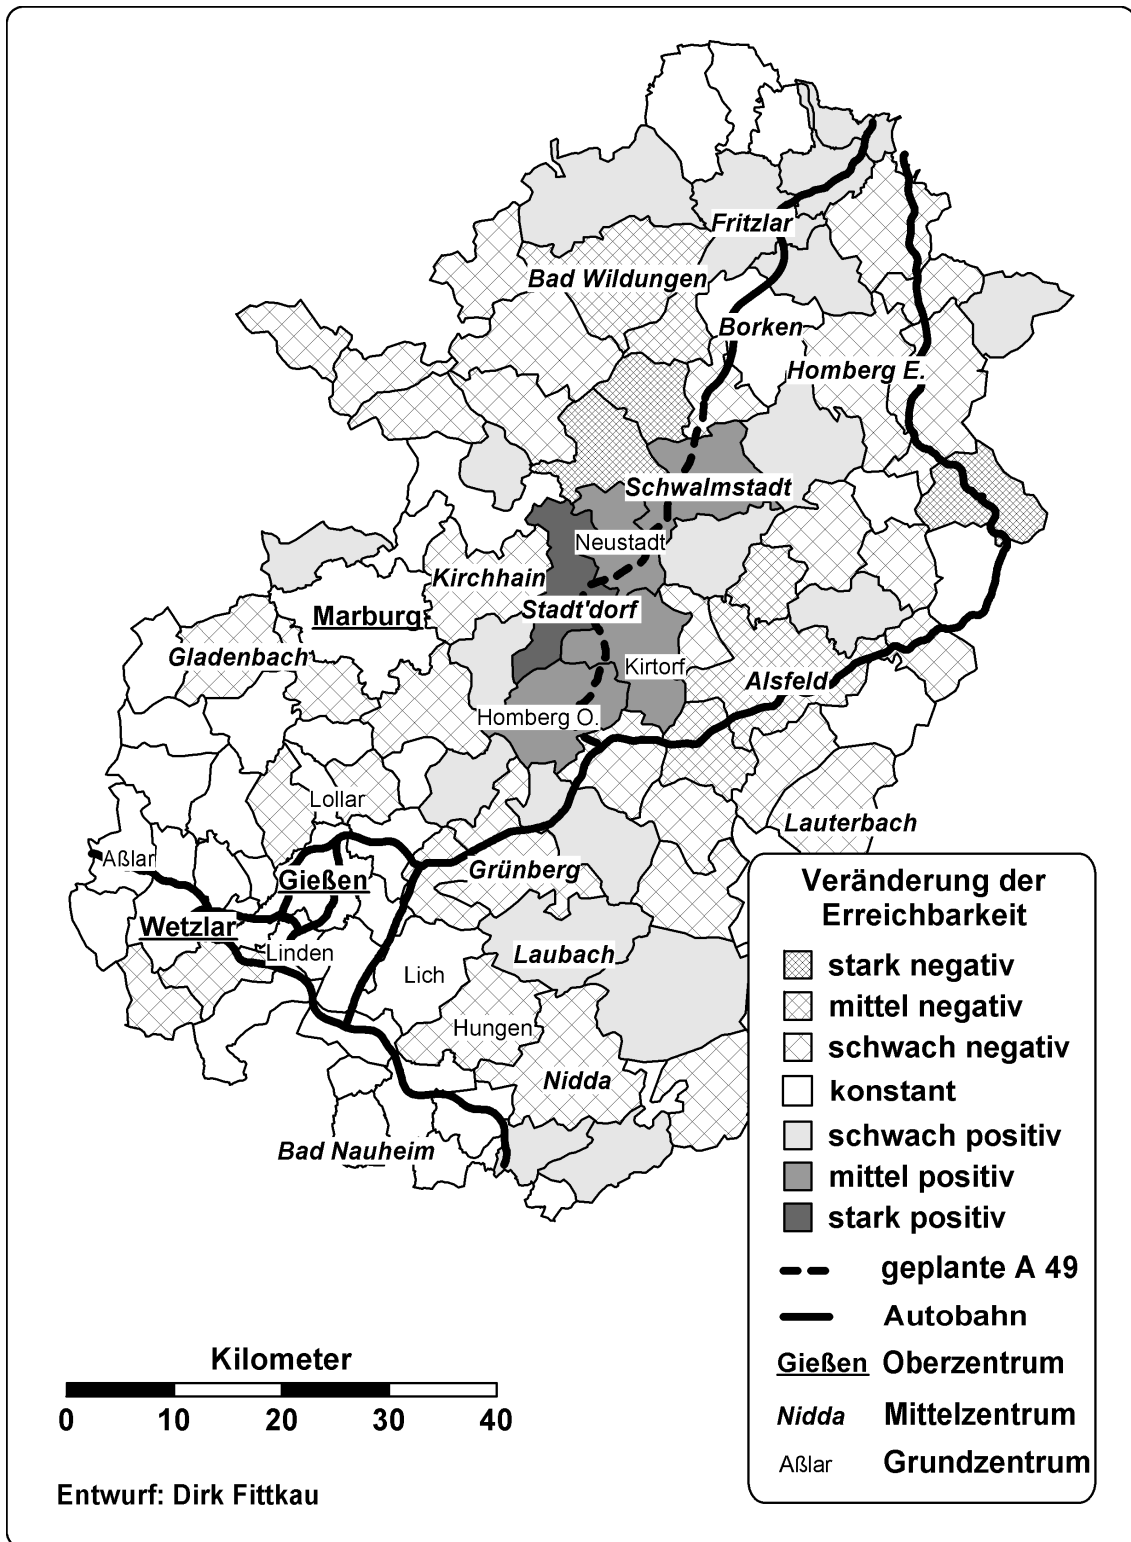 Fritzlar
Bad Wildungen
Borken
Homberg E.
Schwalmstadt
Neustadt
Kirchhain
Stadt'dorf
Marburg
Gladenbach
Kirtorf
Alsfeld
Homberg O.
Lollar
Lauterbach
Aßlar
Grünberg
Gießen
Wetzlar
Linden
Laubach
Lich
Hungen
Nidda
Bad Nauheim
Veränderung der
Erreichbarkeit
stark negativ
mittel negativ
schwach negativ
konstant
schwach positiv
mittel positiv
stark positiv
geplante A 49
Autobahn
Gießen Oberzentrum
Nidda Mittelzentrum
Aßlar Grundzentrum
Kilometer
0 10 20 30 40
Entwurf: Dirk Fittkau